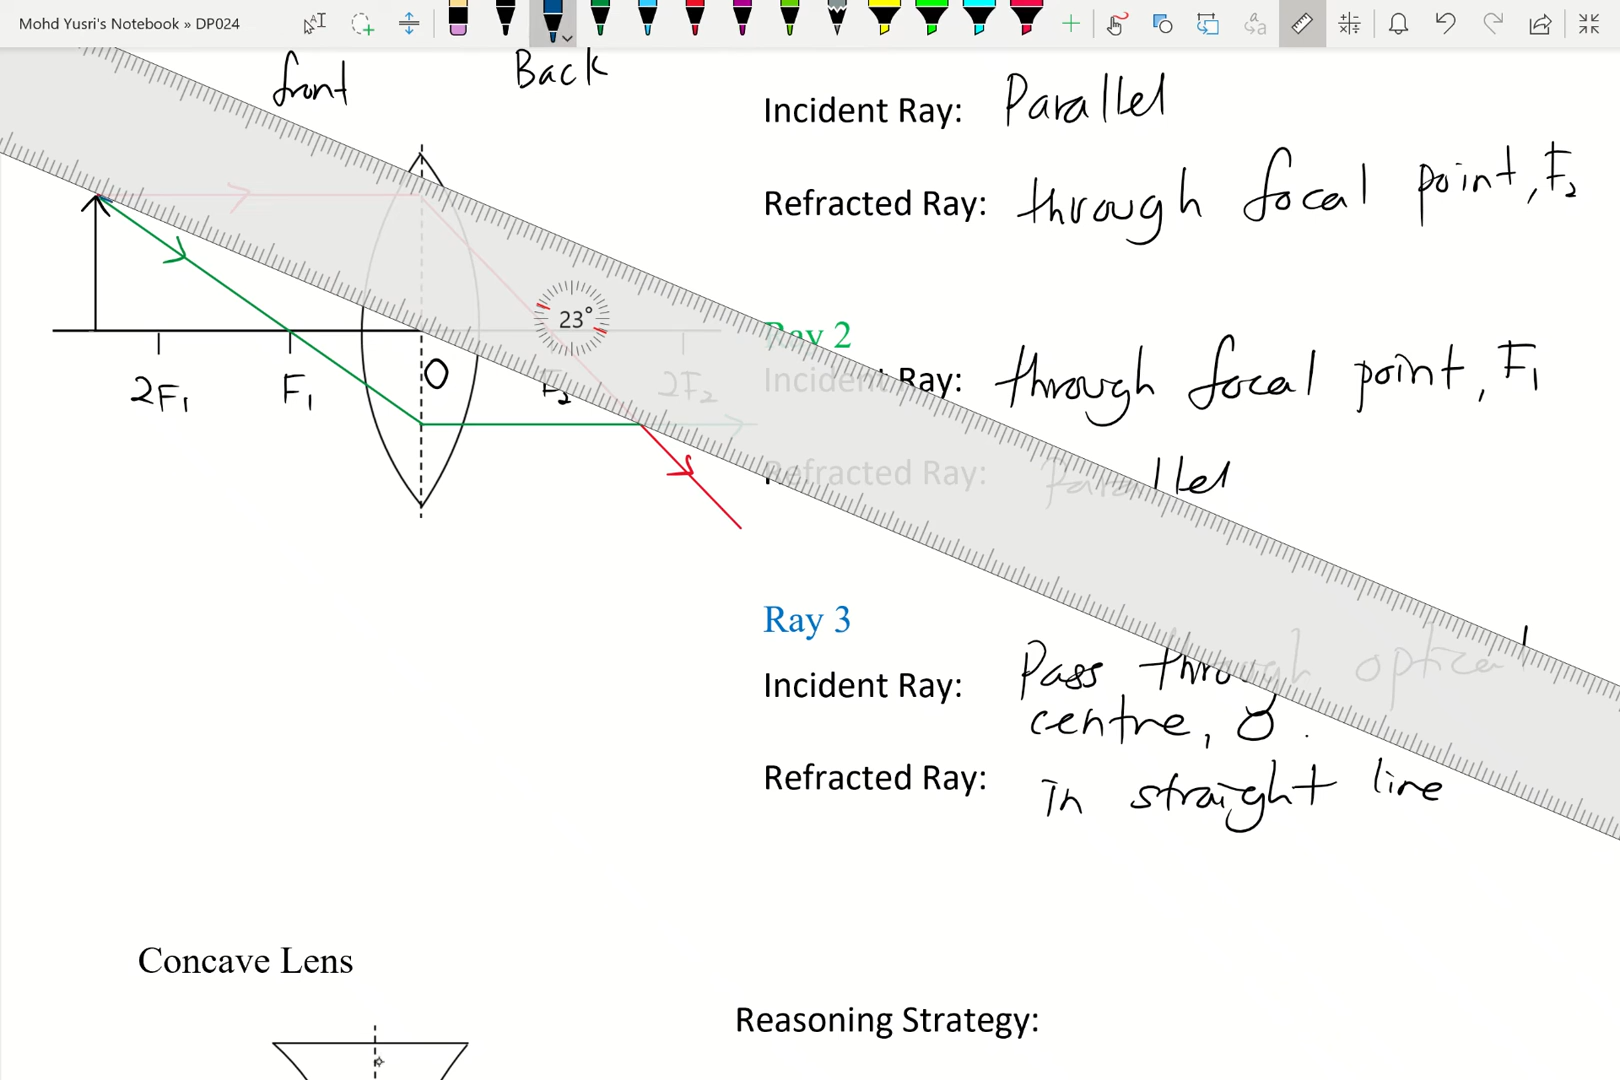 Mohd Yusri's Notebook » DP024
front
Back
Incident Ray: Parallel
Refracted Ray: through focal point, F₂
Ray 2
Incident Ray: through focal point, F₁
Refracted Ray: Parallel
23°
2F₁ F₁ O F₂ 2F₂
Ray 3
Incident Ray: Pass through optical
centre, O.
Refracted Ray: in straight line
Concave Lens
Reasoning Strategy: